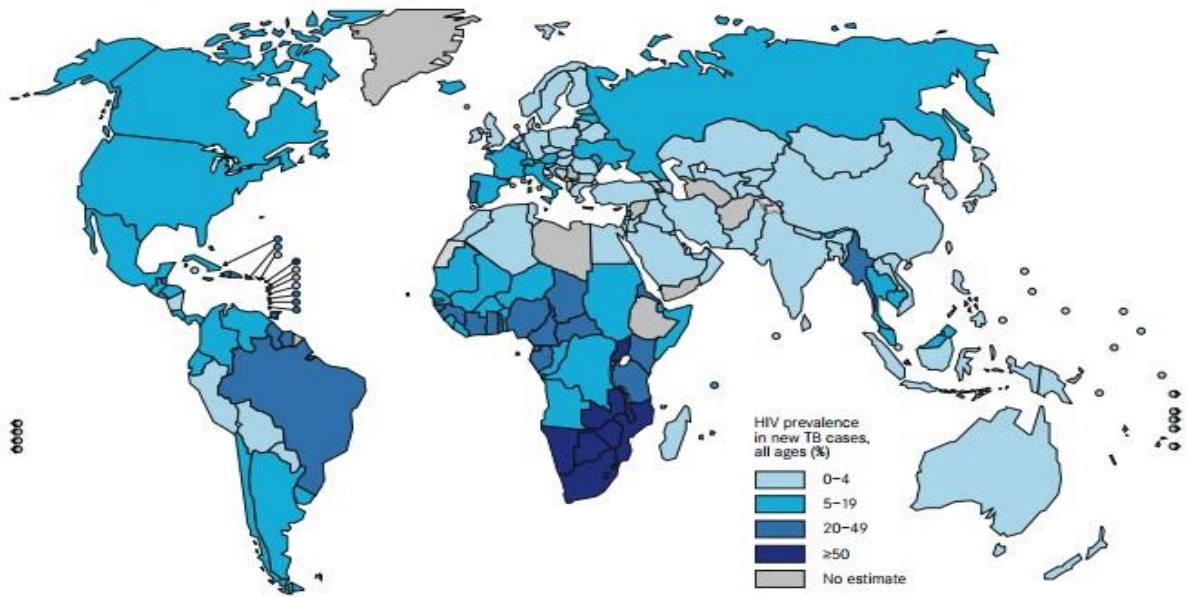 HIV prevalence
in new TB cases,
all ages (%)
0–4
5–19
20–49
≥50
No estimate